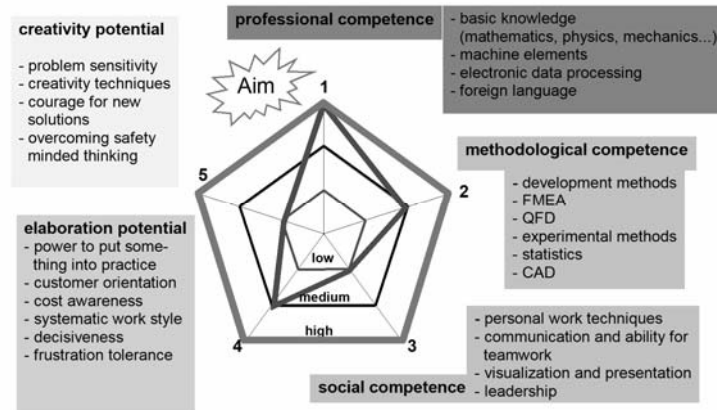 creativity potential
- problem sensitivity
- creativity techniques
- courage for new
solutions
- overcoming safety
minded thinking
professional competence
- basic knowledge
(mathematics, physics, mechanics...)
- machine elements
- electronic data processing
- foreign language
Aim
1
5
2
methodological competence
- development methods
- FMEA
- QFD
- experimental methods
- statistics
- CAD
elaboration potential
- power to put some-
thing into practice
- customer orientation
- cost awareness
- systematic work style
- decisiveness
- frustration tolerance
low
medium
high
4
3
social competence
- personal work techniques
- communication and ability for
teamwork
- visualization and presentation
- leadership